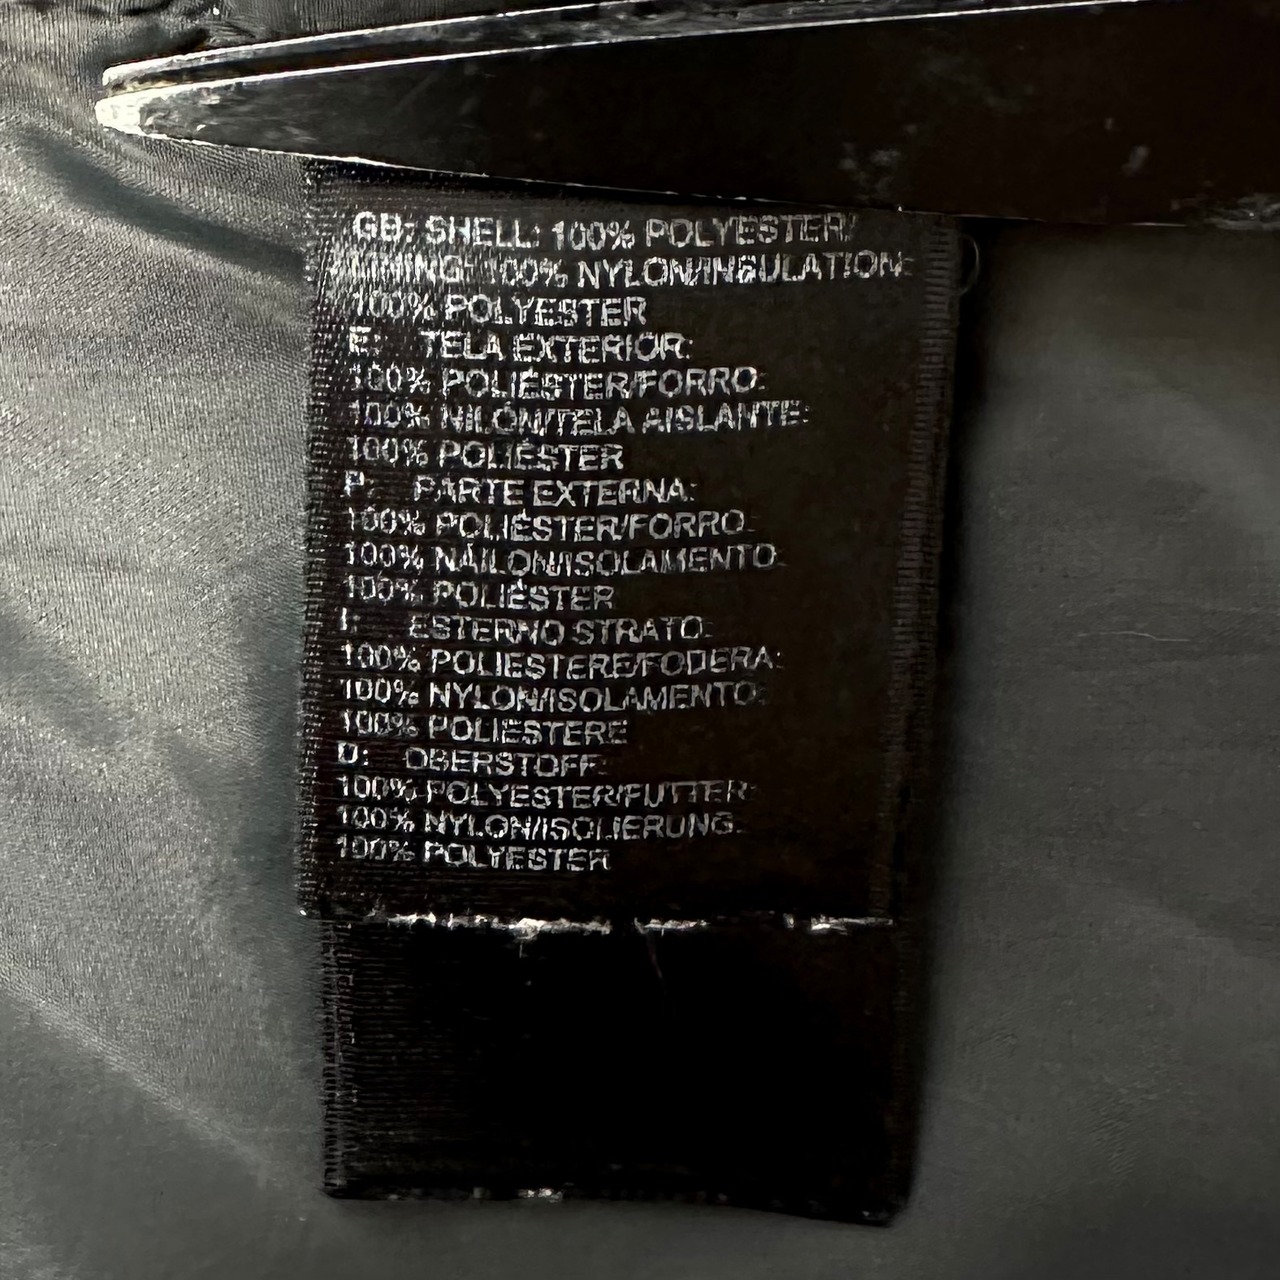 GB: SHELL: 100% POLYESTER/
LINING: 100% NYLON/INSULATION:
100% POLYESTER
E: TELA EXTERIOR:
100% POLIÉSTER/FORRO:
100% NILÓN/TELA AISLANTE:
100% POLIÉSTER
P: PARTE EXTERNA:
100% POLIÉSTER/FORRO:
100% NÁILON/ISOLAMENTO:
100% POLIÉSTER
I: ESTERNO STRATO:
100% POLIESTERE/FODERA:
100% NYLON/ISOLAMENTO:
100% POLIESTERE
D: OBERSTOFF:
100% POLYESTER/FUTTER:
100% NYLON/ISOLIERUNG:
100% POLYESTER